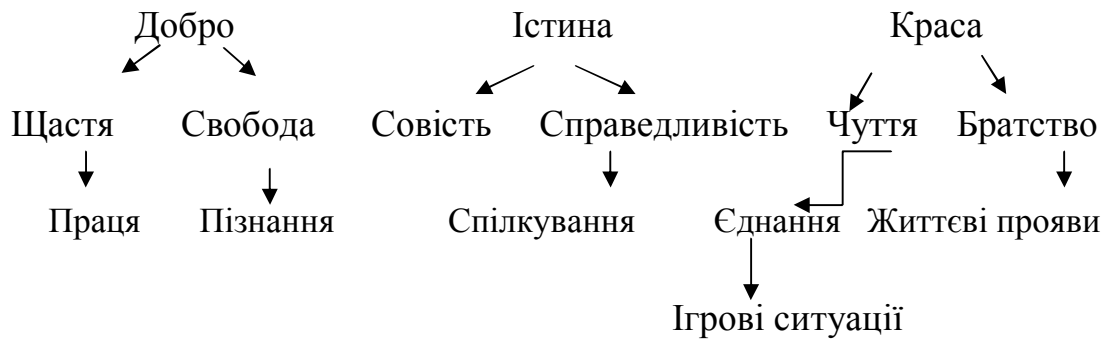 Добро Істина Краса
Щастя Свобода Совість Справедливість Чуття Братство
Праця Пізнання Спілкування Єднання Життєві прояви
Ігрові ситуації